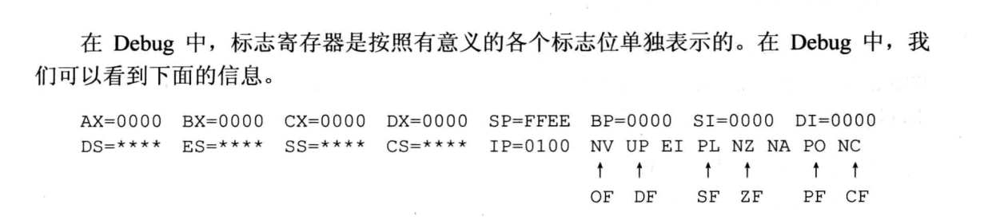 在 Debug 中，标志寄存器是按照有意义的各个标志位单独表示的。在 Debug 中，我
们可以看到下面的信息。
AX=0000 BX=0000 CX=0000 DX=0000 SP=FFEE BP=0000 SI=0000 DI=0000
DS=**** ES=**** SS=**** CS=**** IP=0100 NV UP EI PL NZ NA PO NC
↑ ↑ ↑ ↑ ↑ ↑
OF DF SF ZF PF CF